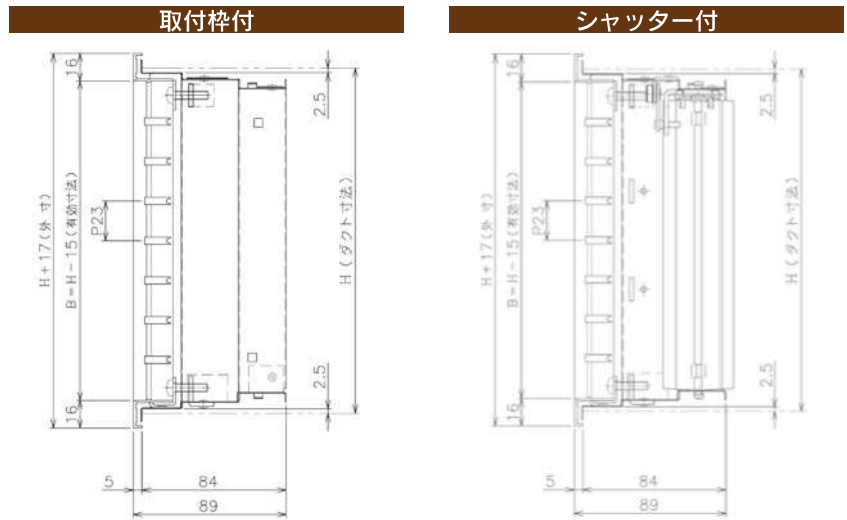 取付枠付
16
2.5
H+17(外 寸)
B=H-15(有効寸法)
P23
H(ダクト寸法)
2.5
16
5
84
89
シャッター付
16
2.5
H+17(外 寸)
B=H-15(有効寸法)
P23
H(ダクト寸法)
2.5
16
5
84
89